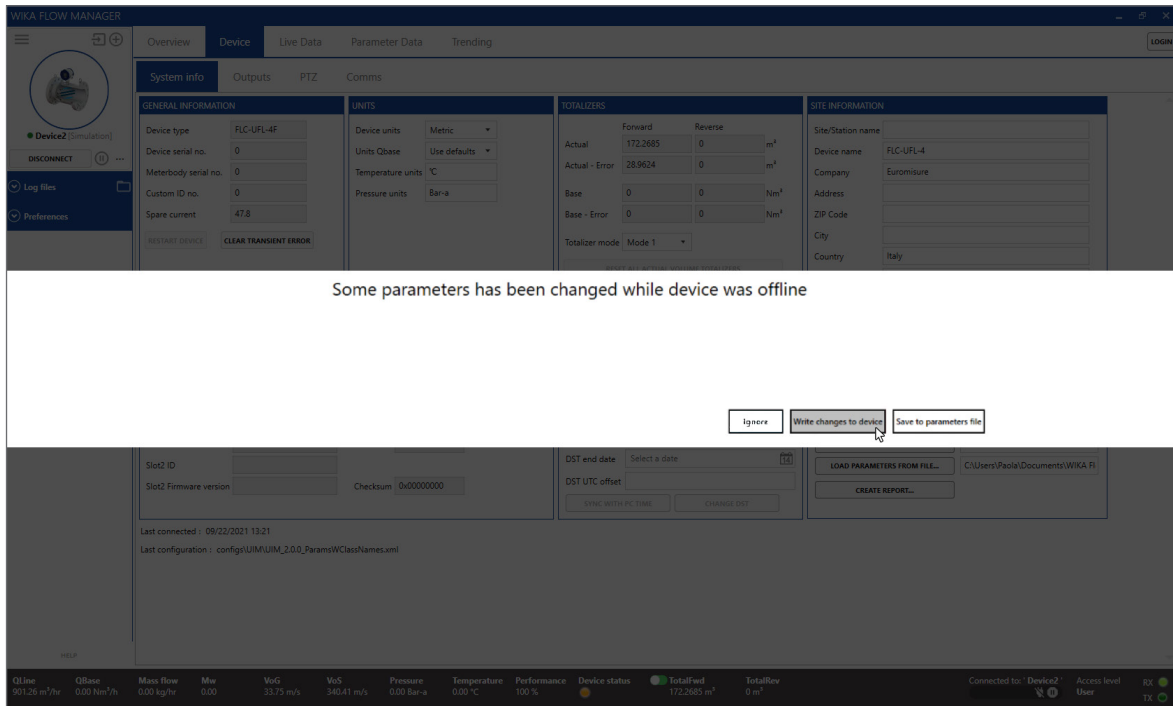 WIKA FLOW MANAGER
Overview Device Live Data Parameter Data Trending LOGIN
System info Outputs PTZ Comms
Device2 [Simulation]
DISCONNECT
Log files
Preferences
GENERAL INFORMATION
Device type FLC-UFL-4F
Device serial no. 0
Meterbody serial no. 0
Custom ID no. 0
Spare current 47.8
RESTART DEVICE CLEAR TRANSIENT ERROR
UNITS
Device units Metric
Units Qbase Use defaults
Temperature units °C
Pressure units Bar-a
TOTALIZERS
Forward Reverse
Actual 172.2685 0 m³
Actual - Error 28.9624 0 m³
Base 0 0 Nm³
Base - Error 0 0 Nm³
Totalizer mode Mode 1
RESET ALL ACTUAL VOLUME TOTALIZERS
SITE INFORMATION
Site/Station name
Device name FLC-UFL-4
Company Euromisure
Address
ZIP Code
City
Country Italy
Some parameters has been changed while device was offline
Ignore Write changes to device Save to parameters file
Slot2 ID
Slot2 Firmware version Checksum 0x00000000
DST end date Select a date
DST UTC offset
SYNC WITH PC TIME CHANGE DST
LOAD PARAMETERS FROM FILE... C:\Users\Paola\Documents\WIKA Fl
CREATE REPORT...
Last connected : 09/22/2021 13:21
Last configuration : configs\UIM\UIM_2.0.0_ParamsWClassNames.xml
HELP
QLine QBase Mass flow Mw VoG VoS Pressure Temperature Performance Device status TotalFwd TotalRev Connected to: ' Device2 ' Access level RX
901.26 m³/hr 0.00 Nm³/h 0.00 kg/hr 0.00 33.75 m/s 340.41 m/s 0.00 Bar-a 0.00 °C 100 % 172.2685 m³ 0 m³ User TX